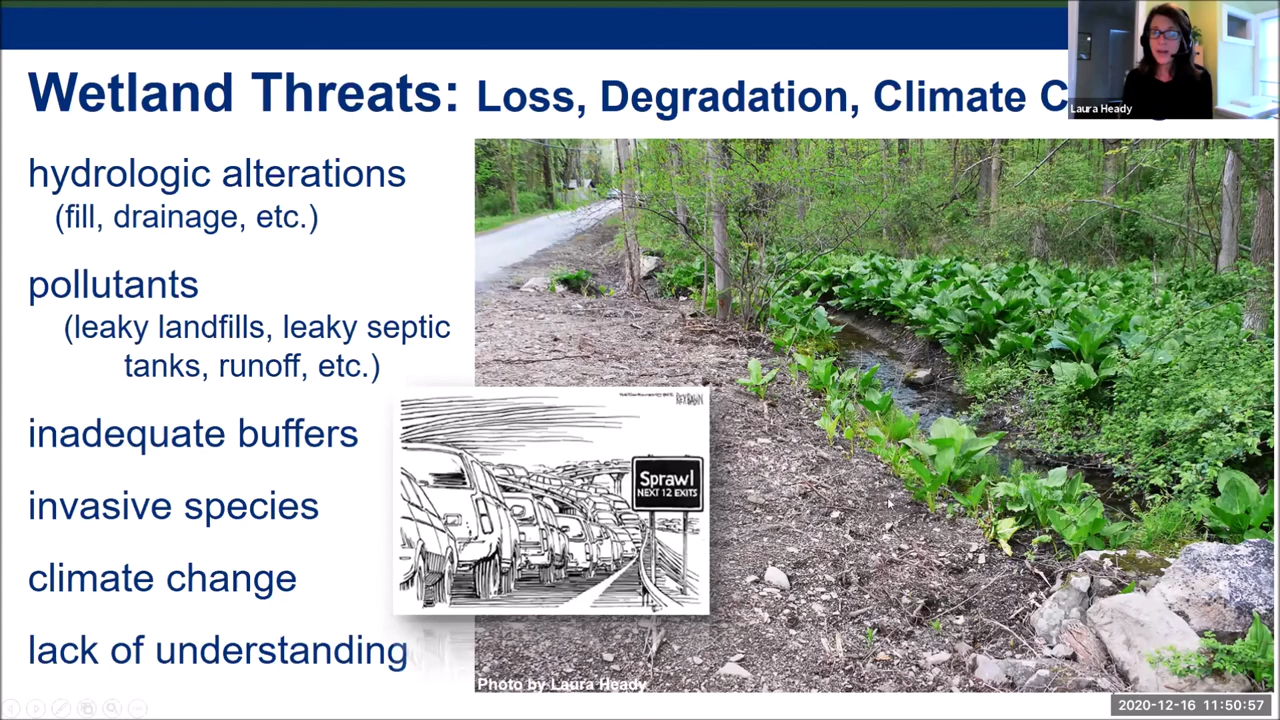 Wetland Threats: Loss, Degradation, Climate C
Laura Heady
hydrologic alterations
(fill, drainage, etc.)
pollutants
(leaky landfills, leaky septic
tanks, runoff, etc.)
inadequate buffers
invasive species
climate change
lack of understanding
Sprawl
NEXT 12 EXITS
Photo by Laura Heady
2020-12-16 11:50:57